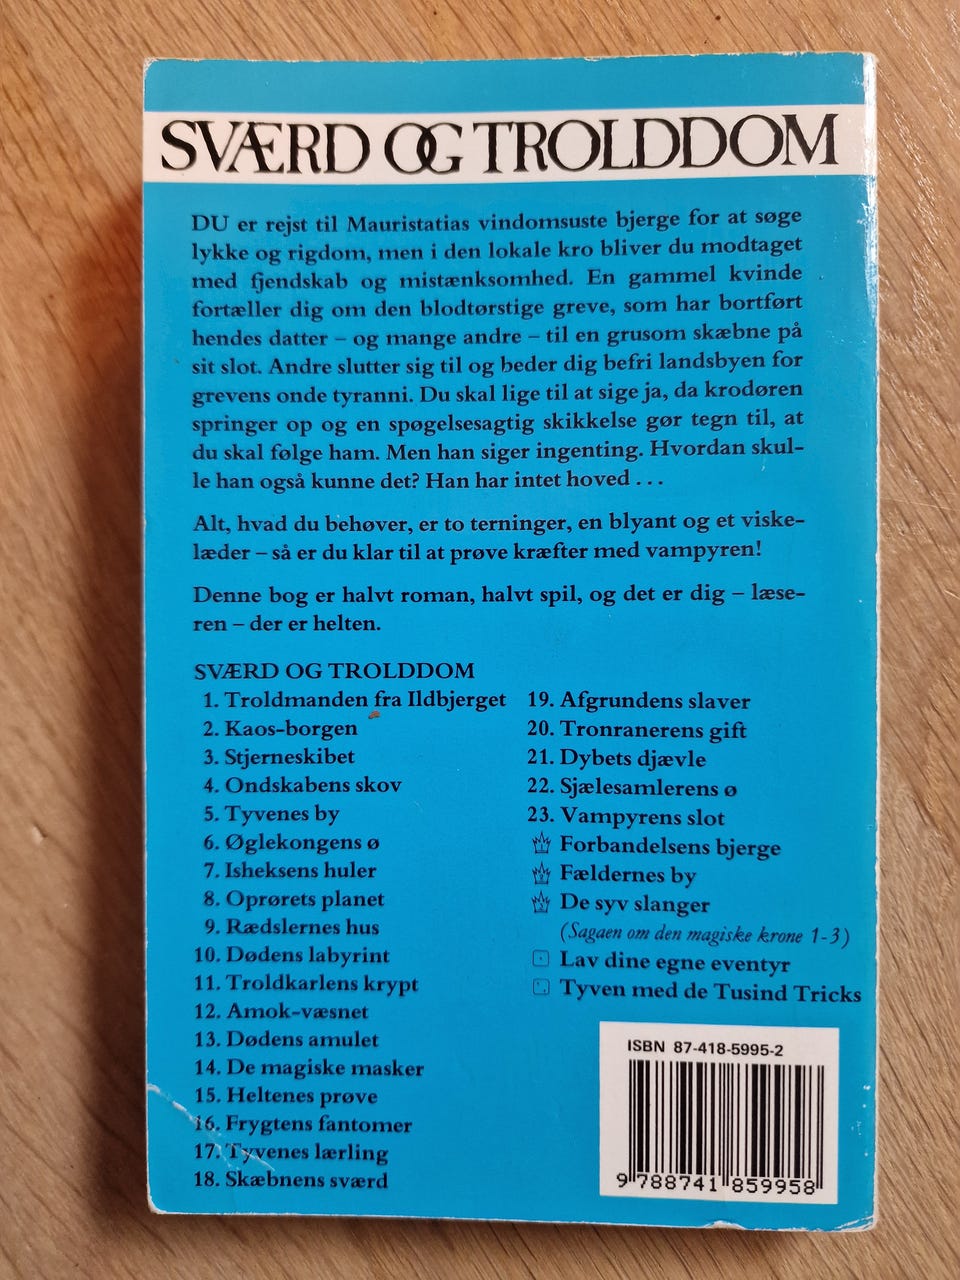 SVÆRD OG TROLDDOM
DU er rejst til Mauristatias vindomsuste bjerge for at søge
lykke og rigdom, men i den lokale kro bliver du modtaget
med fjendskab og mistænksomhed. En gammel kvinde
fortæller dig om den blodtørstige greve, som har bortført
hendes datter – og mange andre – til en grusom skæbne på
sit slot. Andre slutter sig til og beder dig befri landsbyen for
grevens onde tyranni. Du skal lige til at sige ja, da krodøren
springer op og en spøgelsesagtig skikkelse gør tegn til, at
du skal følge ham. Men han siger ingenting. Hvordan skul-
le han også kunne det? Han har intet hoved . . .
Alt, hvad du behøver, er to terninger, en blyant og et viske-
læder – så er du klar til at prøve kræfter med vampyren!
Denne bog er halvt roman, halvt spil, og det er dig – læse-
ren – der er helten.
SVÆRD OG TROLDDOM
1. Troldmanden fra Ildbjerget
2. Kaos-borgen
3. Stjerneskibet
4. Ondskabens skov
5. Tyvenes by
6. Øglekongens ø
7. Isheksens huler
8. Oprørets planet
9. Rædslernes hus
10. Dødens labyrint
11. Troldkarlens krypt
12. Amok-væsnet
13. Dødens amulet
14. De magiske masker
15. Heltenes prøve
16. Frygtens fantomer
17. Tyvenes lærling
18. Skæbnens sværd
19. Afgrundens slaver
20. Tronranerens gift
21. Dybets djævle
22. Sjælesamlerens ø
23. Vampyrens slot
Forbandelsens bjerge
Fældernes by
De syv slanger
(Sagaen om den magiske krone 1-3)
Lav dine egne eventyr
Tyven med de Tusind Tricks
ISBN 87-418-5995-2
9 788741 859958